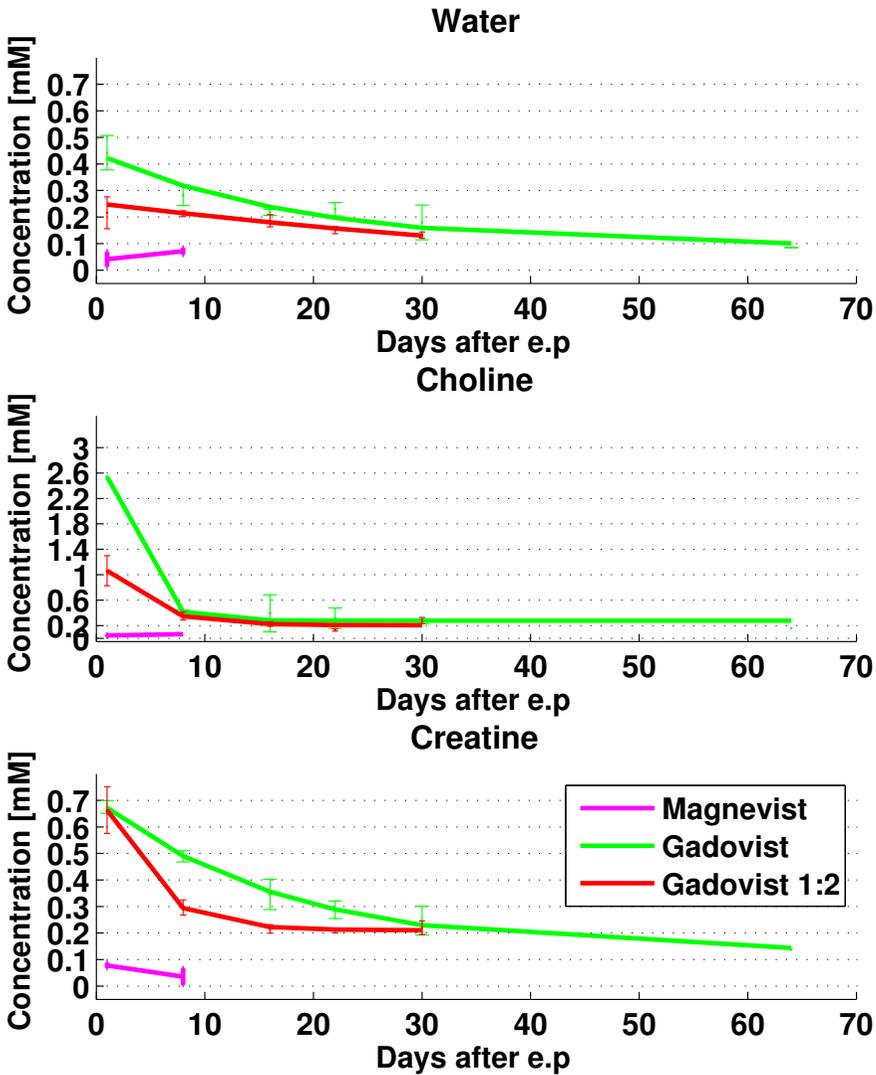 Water
Concentration [mM]
0.7
0.6
0.5
0.4
0.3
0.2
0.1
0
0 10 20 30 40 50 60 70
Days after e.p
Choline
Concentration [mM]
3
2.6
2.2
1.8
1.4
1
0.6
0.2
0
0 10 20 30 40 50 60 70
Days after e.p
Creatine
Concentration [mM]
0.7
0.6
0.5
0.4
0.3
0.2
0.1
0
0 10 20 30 40 50 60 70
Days after e.p
Magnevist
Gadovist
Gadovist 1:2